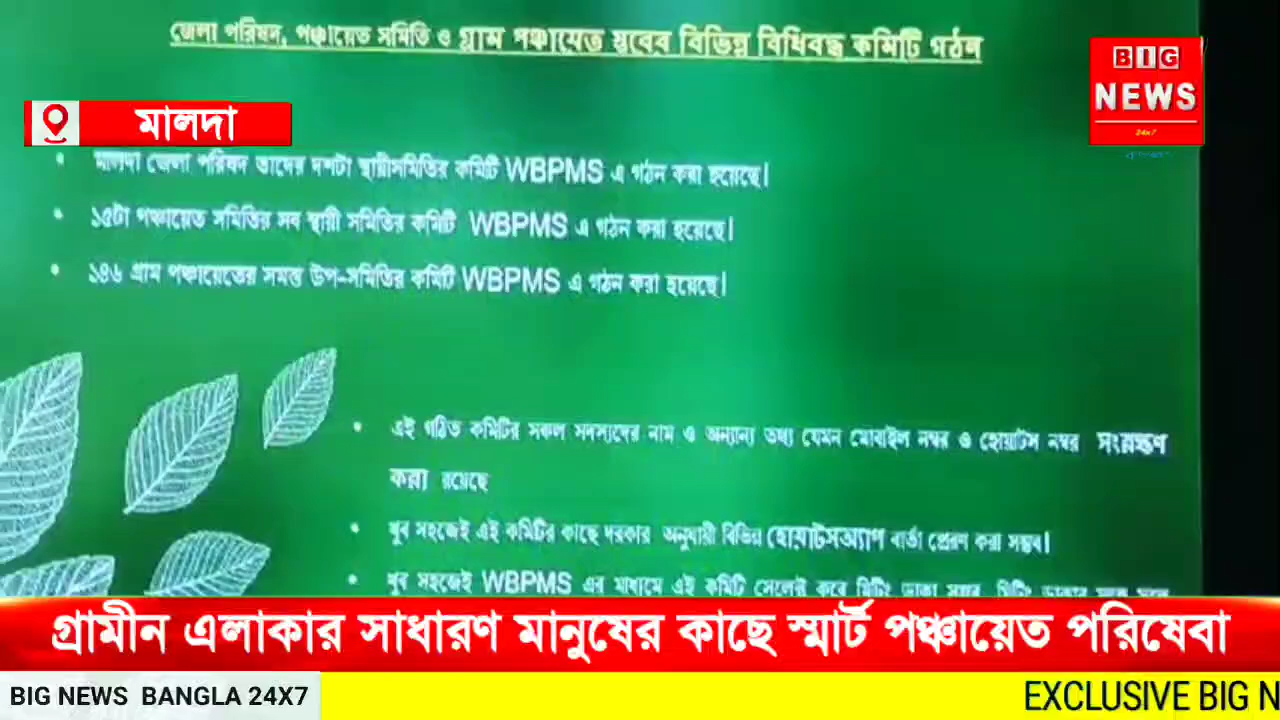 জেলা পরিষদ, পঞ্চায়েত সমিতি ও গ্রাম পঞ্চায়েত স্তরের বিভিন্ন বিধিবদ্ধ কমিটি গঠন
BIG
NEWS
24x7
মালদা
• মালদা জেলা পরিষদ তাদের দশটা স্থায়ীসমিতির কমিটি WBPMS এ গঠন করা হয়েছে।
• ১৫টা পঞ্চায়েত সমিতির সব স্থায়ী সমিতির কমিটি WBPMS এ গঠন করা হয়েছে।
• ১৪৬ গ্রাম পঞ্চায়েতের সমস্ত উপ-সমিতির কমিটি WBPMS এ গঠন করা হয়েছে।
• এই গঠিত কমিটির সকল সদস্যদের নাম ও অন্যান্য তথ্য যেমন মোবাইল নম্বর ও হোয়াটস নম্বর সংরক্ষণ
করা রয়েছে
• খুব সহজেই এই কমিটির কাছে দরকার অনুযায়ী বিভিন্ন হোয়াটসঅ্যাপ বার্তা প্রেরণ করা সম্ভব।
• খুব সহজেই WBPMS এর মাধ্যমে এই কমিটি সেলেক্ট করে মিটিং ডাকা সম্ভব, মিটিং ডাকার
গ্রামীন এলাকার সাধারণ মানুষের কাছে স্মার্ট পঞ্চায়েত পরিষেবা
BIG NEWS BANGLA 24X7
EXCLUSIVE BIG N